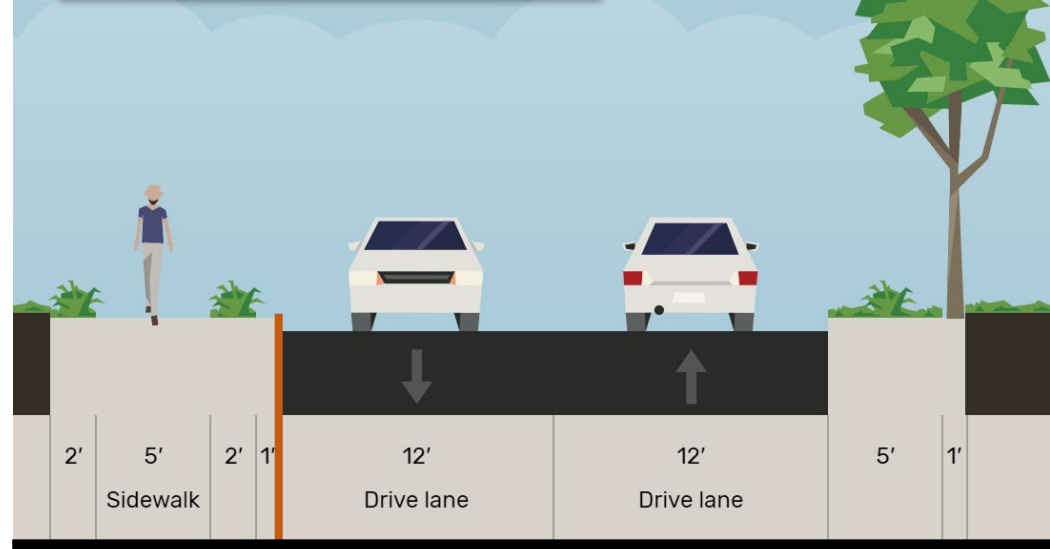 2′ 5′ 2′ 1′ 12′ 12′ 5′ 1′
Sidewalk Drive lane Drive lane